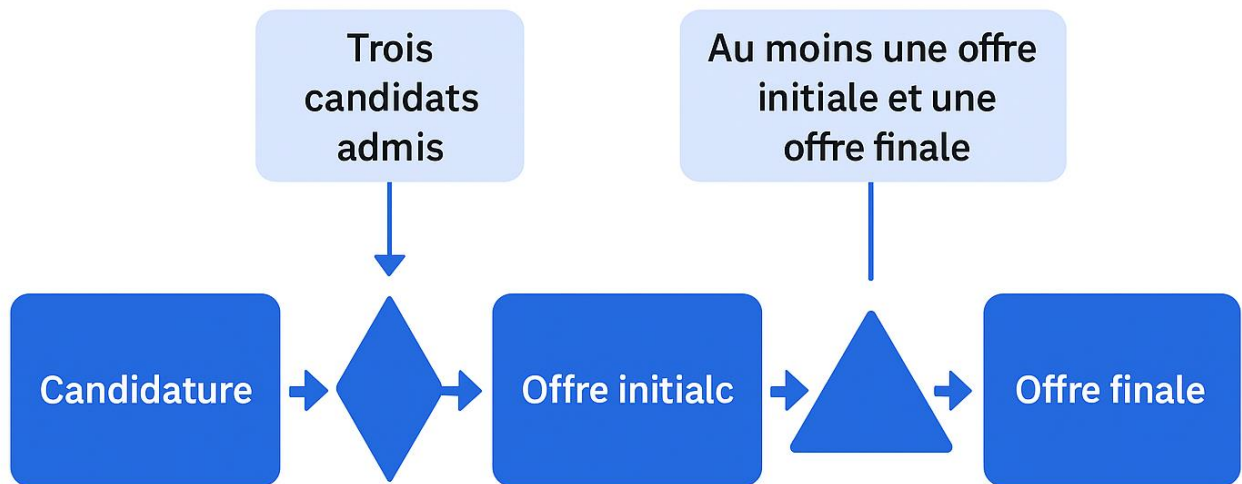 Trois
candidats
admis
Au moins une offre
initiale et une
offre finale
Candidature
Offre initialc
Offre finale